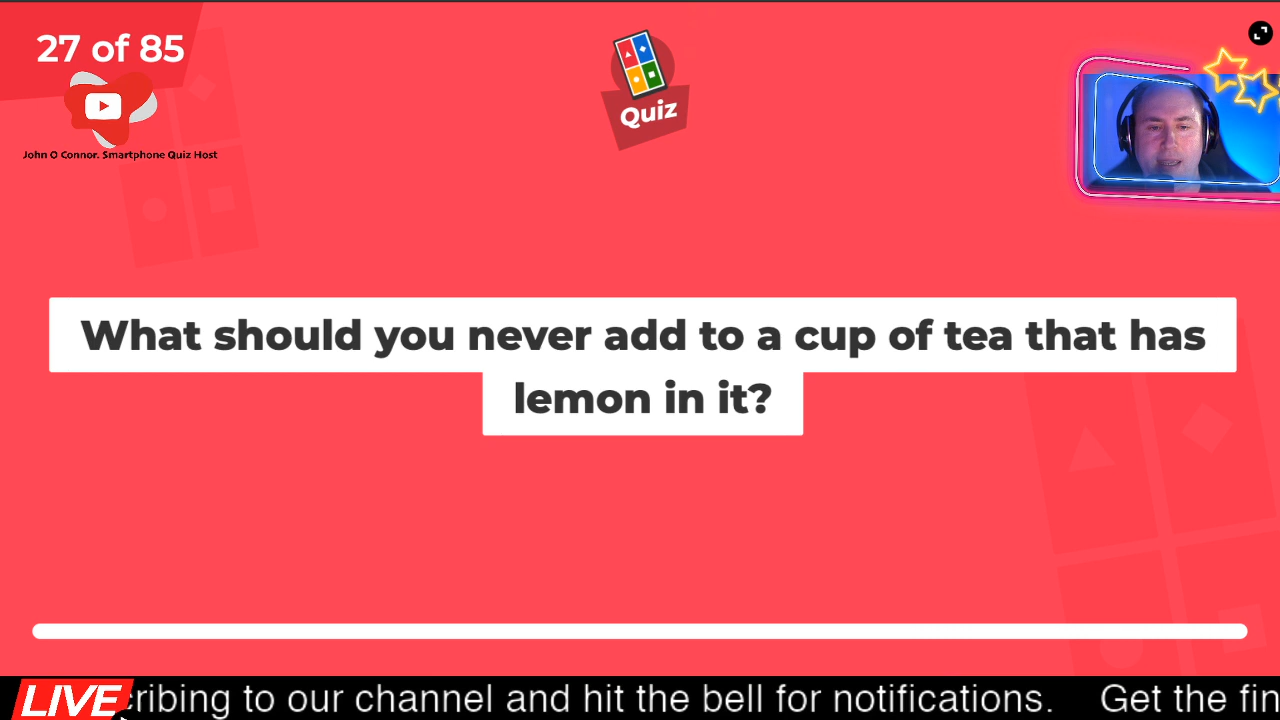 27 of 85
John O Connor. Smartphone Quiz Host
Quiz
What should you never add to a cup of tea that has
lemon in it?
LIVE
cribing to our channel and hit the bell for notifications. Get the fin